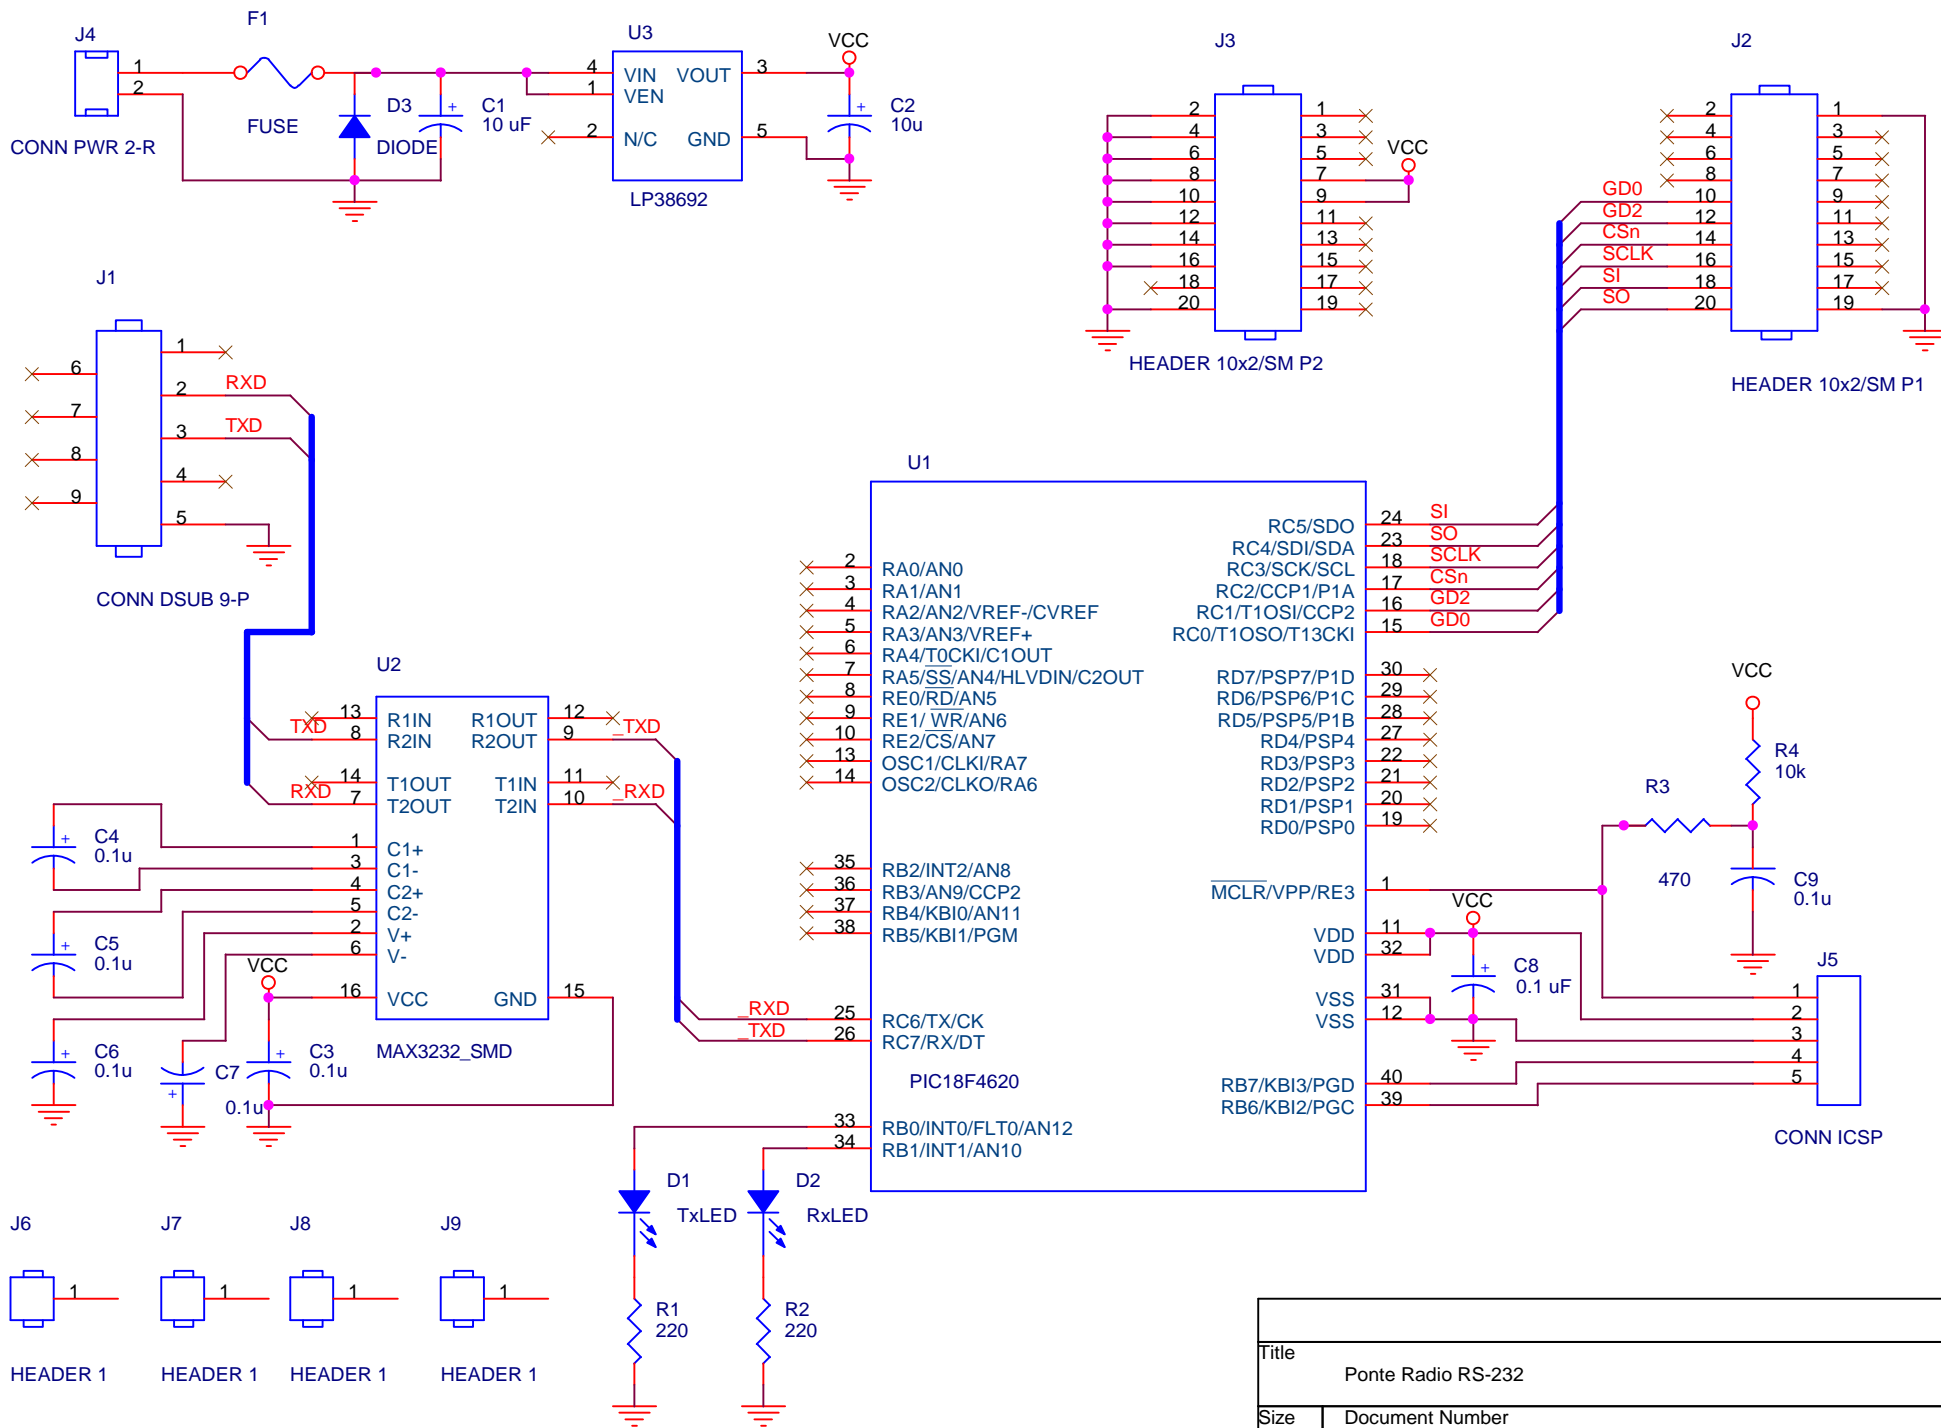 J4
F1
U3
VCC
J3
J2
1
2
CONN PWR 2-R
FUSE
D3
DIODE
C1
10 uF
4
1
2
VIN
VEN
N/C
VOUT
GND
3
5
LP38692
C2
10u
2 1
4 3
6 5
8 7
10 9
12 11
14 13
16 15
18 17
20 19
VCC
HEADER 10x2/SM P2
2 1
4 3
6 5
8 7
GD0 10 9
GD2 12 11
CSn 14 13
SCLK 16 15
SI 18 17
SO 20 19
HEADER 10x2/SM P1
J1
1
6
2 RXD
7
3 TXD
8
4
9
5
CONN DSUB 9-P
U2
13 R1IN R1OUT 12
TXD 8 R2IN R2OUT 9 _TXD
14 T1OUT T1IN 11
RXD 7 T2OUT T2IN 10 _RXD
1 C1+
3 C1-
4 C2+
5 C2-
2 V+
6 V-
16 VCC GND 15
MAX3232_SMD
C4
0.1u
C5
0.1u
VCC
C6
0.1u
C7
0.1u
C3
0.1u
U1
2 RA0/AN0
3 RA1/AN1
4 RA2/AN2/VREF-/CVREF
5 RA3/AN3/VREF+
6 RA4/T0CKI/C1OUT
7 RA5/SS/AN4/HLVDIN/C2OUT
8 RE0/RD/AN5
9 RE1/ WR/AN6
10 RE2/CS/AN7
13 OSC1/CLKI/RA7
14 OSC2/CLKO/RA6
35 RB2/INT2/AN8
36 RB3/AN9/CCP2
37 RB4/KBI0/AN11
38 RB5/KBI1/PGM
_RXD 25 RC6/TX/CK
_TXD 26 RC7/RX/DT
PIC18F4620
33 RB0/INT0/FLT0/AN12
34 RB1/INT1/AN10
RC5/SDO 24 SI
RC4/SDI/SDA 23 SO
RC3/SCK/SCL 18 SCLK
RC2/CCP1/P1A 17 CSn
RC1/T1OSI/CCP2 16 GD2
RC0/T1OSO/T13CKI 15 GD0
RD7/PSP7/P1D 30
RD6/PSP6/P1C 29
RD5/PSP5/P1B 28
RD4/PSP4 27
RD3/PSP3 22
RD2/PSP2 21
RD1/PSP1 20
RD0/PSP0 19
MCLR/VPP/RE3 1
VDD 11
VDD 32
VSS 31
VSS 12
RB7/KBI3/PGD 40
RB6/KBI2/PGC 39
VCC
R4
10k
R3
470
C9
0.1u
VCC
C8
0.1 uF
J5
1
2
3
4
5
CONN ICSP
D1
TxLED
D2
RxLED
R1
220
R2
220
J6
1
HEADER 1
J7
1
HEADER 1
J8
1
HEADER 1
J9
1
HEADER 1
Title
Ponte Radio RS-232
Size Document Number